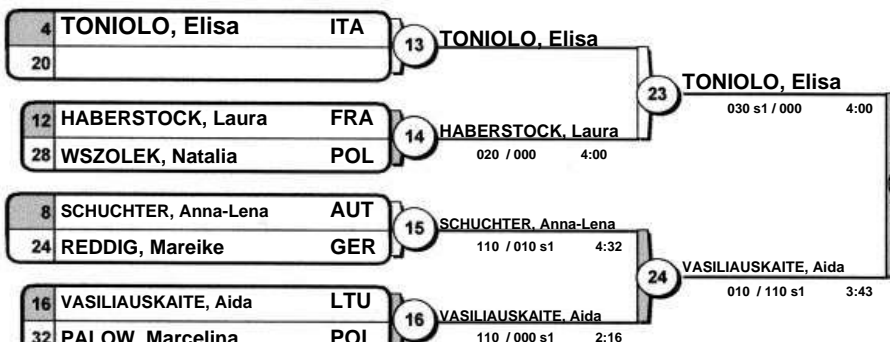 4 TONIOLO, Elisa ITA
20
13 TONIOLO, Elisa
12 HABERSTOCK, Laura FRA
28 WSZOLEK, Natalia POL
14 HABERSTOCK, Laura
020 / 000 4:00
23 TONIOLO, Elisa
030 s1 / 000 4:00
8 SCHUCHTER, Anna-Lena AUT
24 REDDIG, Mareike GER
15 SCHUCHTER, Anna-Lena
110 / 010 s1 4:32
16 VASILIAUSKAITE, Aida LTU
32 PALOW, Marcelina POL
16 VASILIAUSKAITE, Aida
110 / 000 s1 2:16
24 VASILIAUSKAITE, Aida
010 / 110 s1 3:43